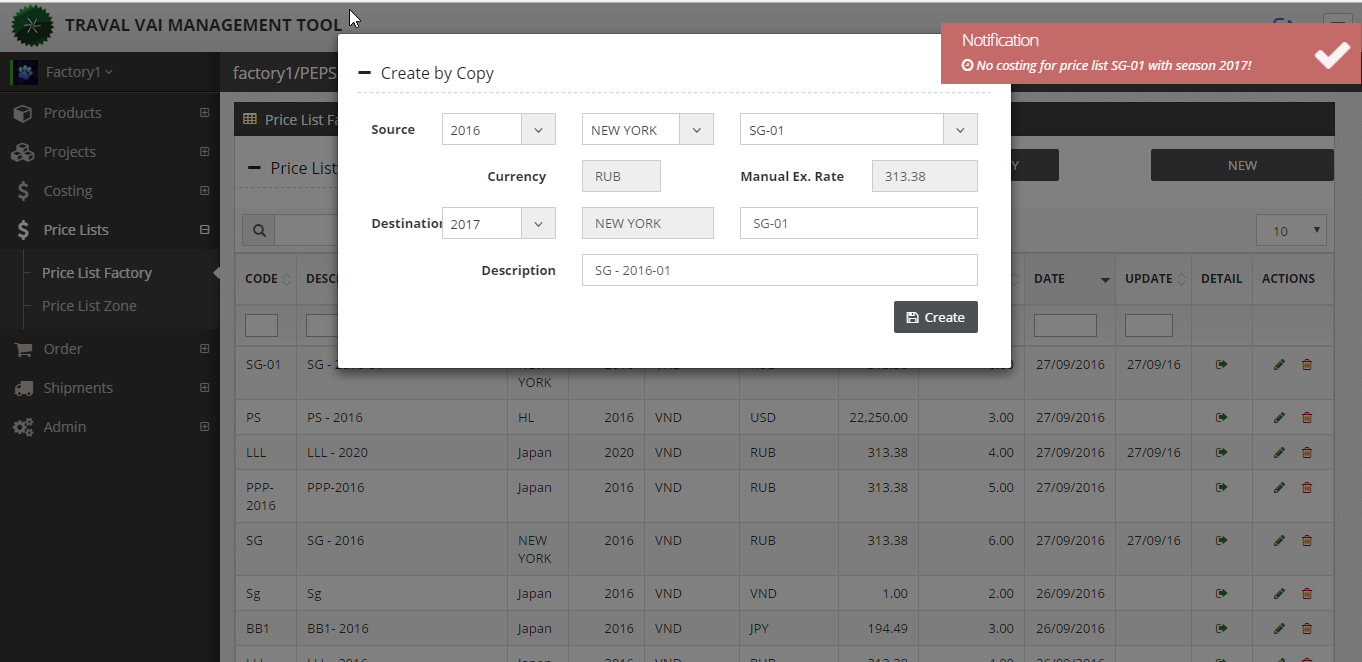 TRAVAL VAI MANAGEMENT TOOL
Notification
No costing for price list SG-01 with season 2017!
Factory1
factory1/PEPS
Products
Projects
Costing
Price Lists
Price List Factory
Price List Zone
Order
Shipments
Admin
Create by Copy
Source 2016 NEW YORK SG-01
Currency RUB Manual Ex. Rate 313.38
Destination 2017 NEW YORK SG-01
Description SG - 2016-01
Create
Price List Fa
Price List
Y NEW
10
CODE DESC DATE UPDATE DETAIL ACTIONS
SG-01 27/09/2016 27/09/16
YORK
PS PS - 2016 HL 2016 VND USD 22,250.00 3.00 27/09/2016
LLL LLL - 2020 Japan 2020 VND RUB 313.38 4.00 27/09/2016 27/09/16
PPP-2016 PPP-2016 Japan 2016 VND RUB 313.38 5.00 27/09/2016
SG SG - 2016 NEW YORK 2016 VND RUB 313.38 6.00 27/09/2016 27/09/16
Sg Sg Japan 2016 VND VND 1.00 2.00 26/09/2016
BB1 BB1- 2016 Japan 2016 VND JPY 194.49 3.00 26/09/2016